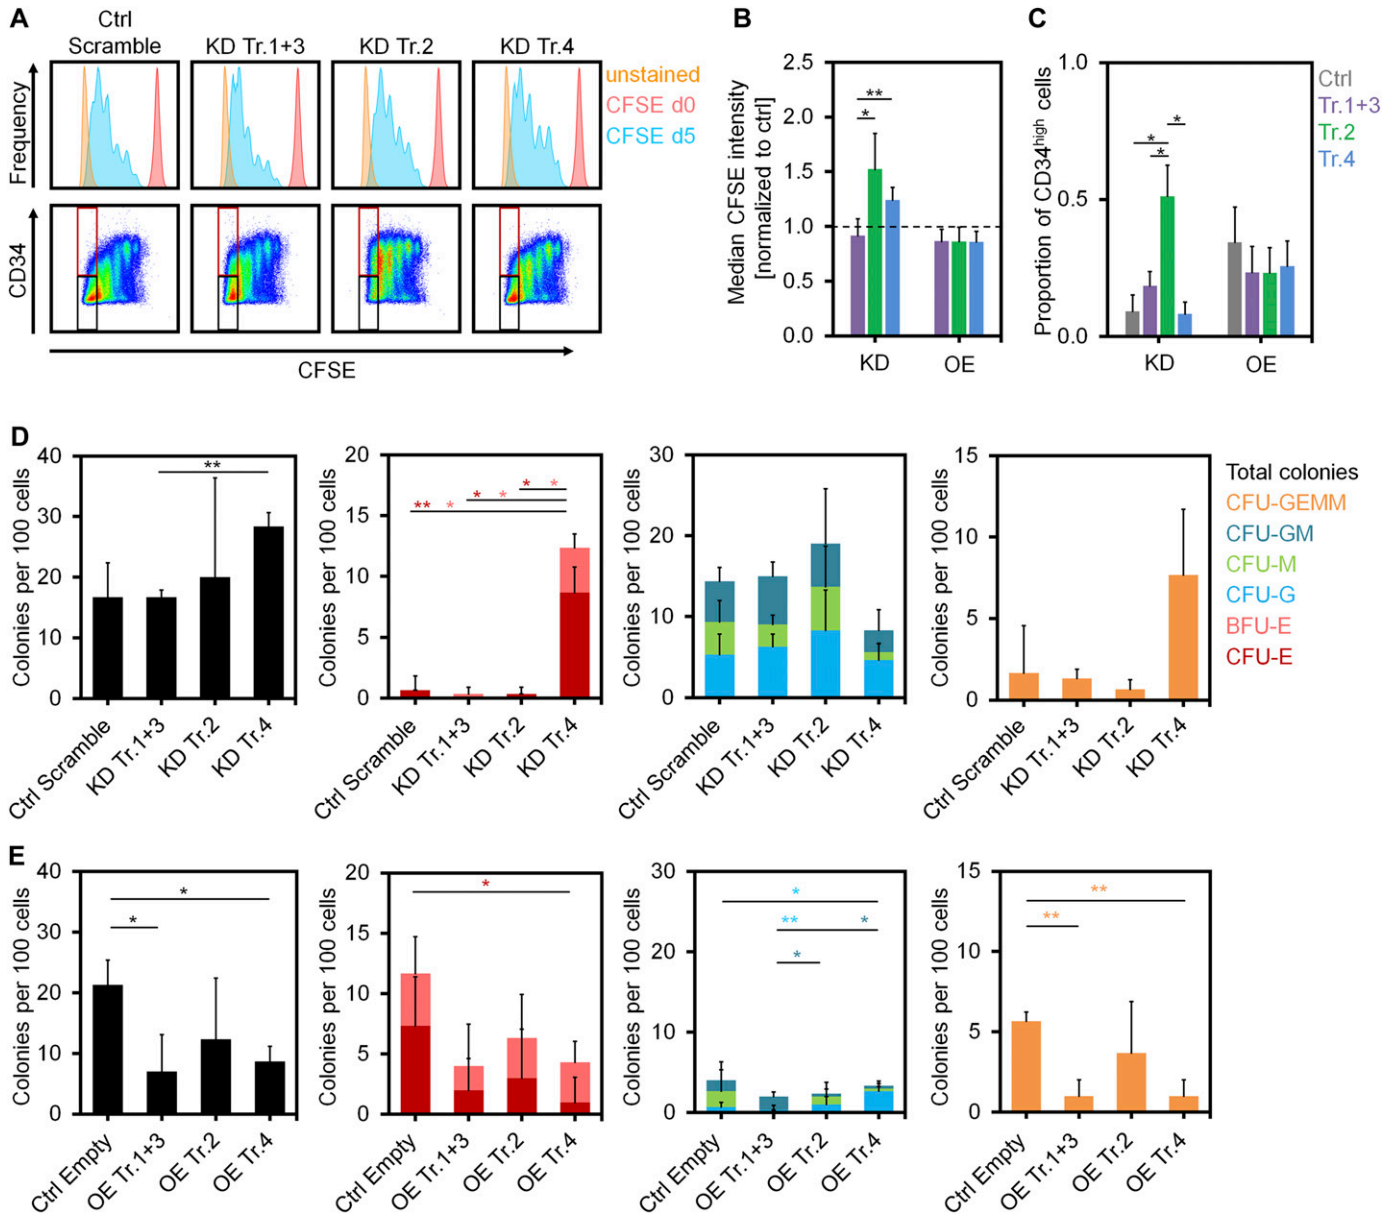 A
Ctrl
Scramble
KD Tr.1+3
KD Tr.2
KD Tr.4
Frequency
unstained
CFSE d0
CFSE d5
CD34
CFSE
B
Median CFSE intensity
[normalized to ctrl]
2.5
2.0
1.5
1.0
0.5
0.0
**
*
KD
OE
C
Proportion of CD34high cells
1.0
0.5
0.0
*
*
*
KD
OE
Ctrl
Tr.1+3
Tr.2
Tr.4
D
Colonies per 100 cells
40
30
20
10
0
**
Ctrl Scramble
KD Tr.1+3
KD Tr.2
KD Tr.4
Colonies per 100 cells
20
15
10
5
0
* *
* *
** *
Ctrl Scramble
KD Tr.1+3
KD Tr.2
KD Tr.4
Colonies per 100 cells
30
20
10
0
Ctrl Scramble
KD Tr.1+3
KD Tr.2
KD Tr.4
Colonies per 100 cells
15
10
5
0
Ctrl Scramble
KD Tr.1+3
KD Tr.2
KD Tr.4
Total colonies
CFU-GEMM
CFU-GM
CFU-M
CFU-G
BFU-E
CFU-E
E
Colonies per 100 cells
40
30
20
10
0
*
*
Ctrl Empty
OE Tr.1+3
OE Tr.2
OE Tr.4
Colonies per 100 cells
20
15
10
5
0
*
Ctrl Empty
OE Tr.1+3
OE Tr.2
OE Tr.4
Colonies per 100 cells
30
20
10
0
*
** *
*
Ctrl Empty
OE Tr.1+3
OE Tr.2
OE Tr.4
Colonies per 100 cells
15
10
5
0
**
**
Ctrl Empty
OE Tr.1+3
OE Tr.2
OE Tr.4